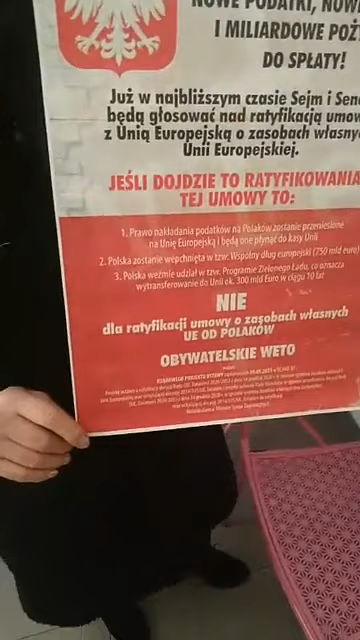 NOWE PODATKI, NOWE
I MILIARDOWE POŻY
DO SPŁATY!
Już w najbliższym czasie Sejm i Sena
będą głosować nad ratyfikacją umow
z Unią Europejską o zasobach własnyc
Unii Europejskiej.
JEŚLI DOJDZIE TO RATYFIKOWANIA
TEJ UMOWY TO:
1. Prawo nakładania podatków na Polaków zostanie przeniesione
na Unię Europejską i będą one płynąć do kasy Unii
2. Polska zostanie wepchnięta w tzw. Wspólny dług europejski (750 mld euro)
3. Polska weźmie udział w tzw. Programie Zielonego Ładu, co oznacza
wytransferowanie do Unii ok. 300 mld Euro w ciągu 10 lat
NIE
dla ratyfikacji umowy o zasobach własnych
UE OD POLAKÓW
OBYWATELSKIE WETO